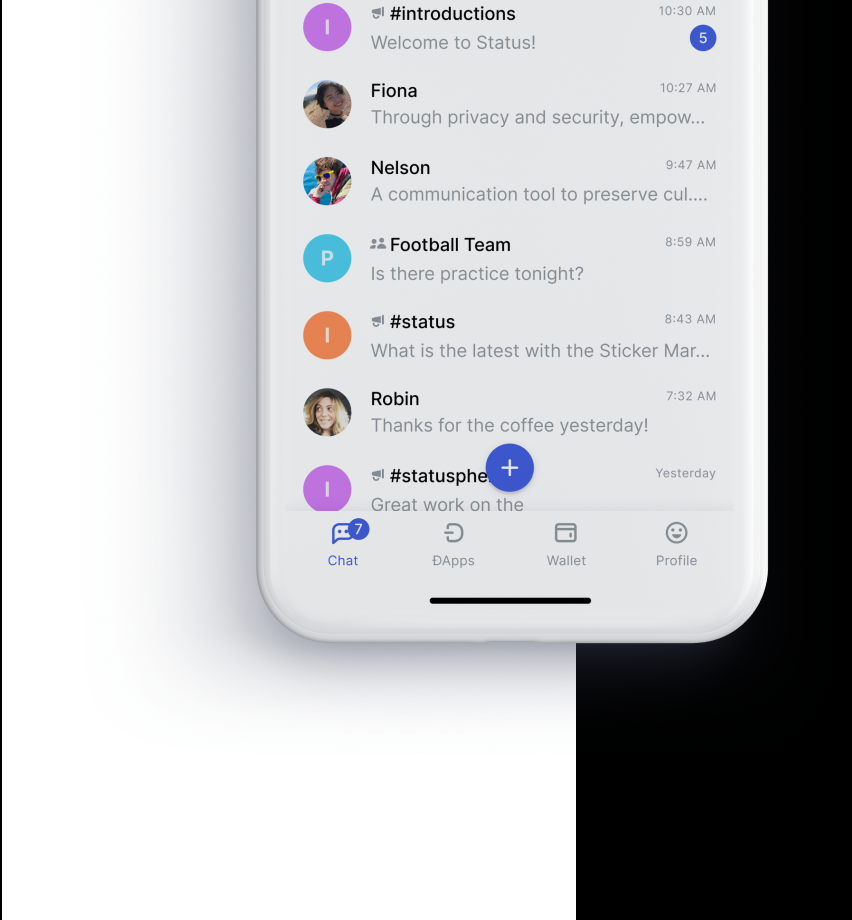 I
#introductions
10:30 AM
Welcome to Status!
5
Fiona
10:27 AM
Through privacy and security, empow...
Nelson
9:47 AM
A communication tool to preserve cul....
P
Football Team
8:59 AM
Is there practice tonight?
I
#status
8:43 AM
What is the latest with the Sticker Mar...
Robin
7:32 AM
Thanks for the coffee yesterday!
I
#statusphe
Yesterday
Great work on the
7
Chat
ĐApps
Wallet
Profile